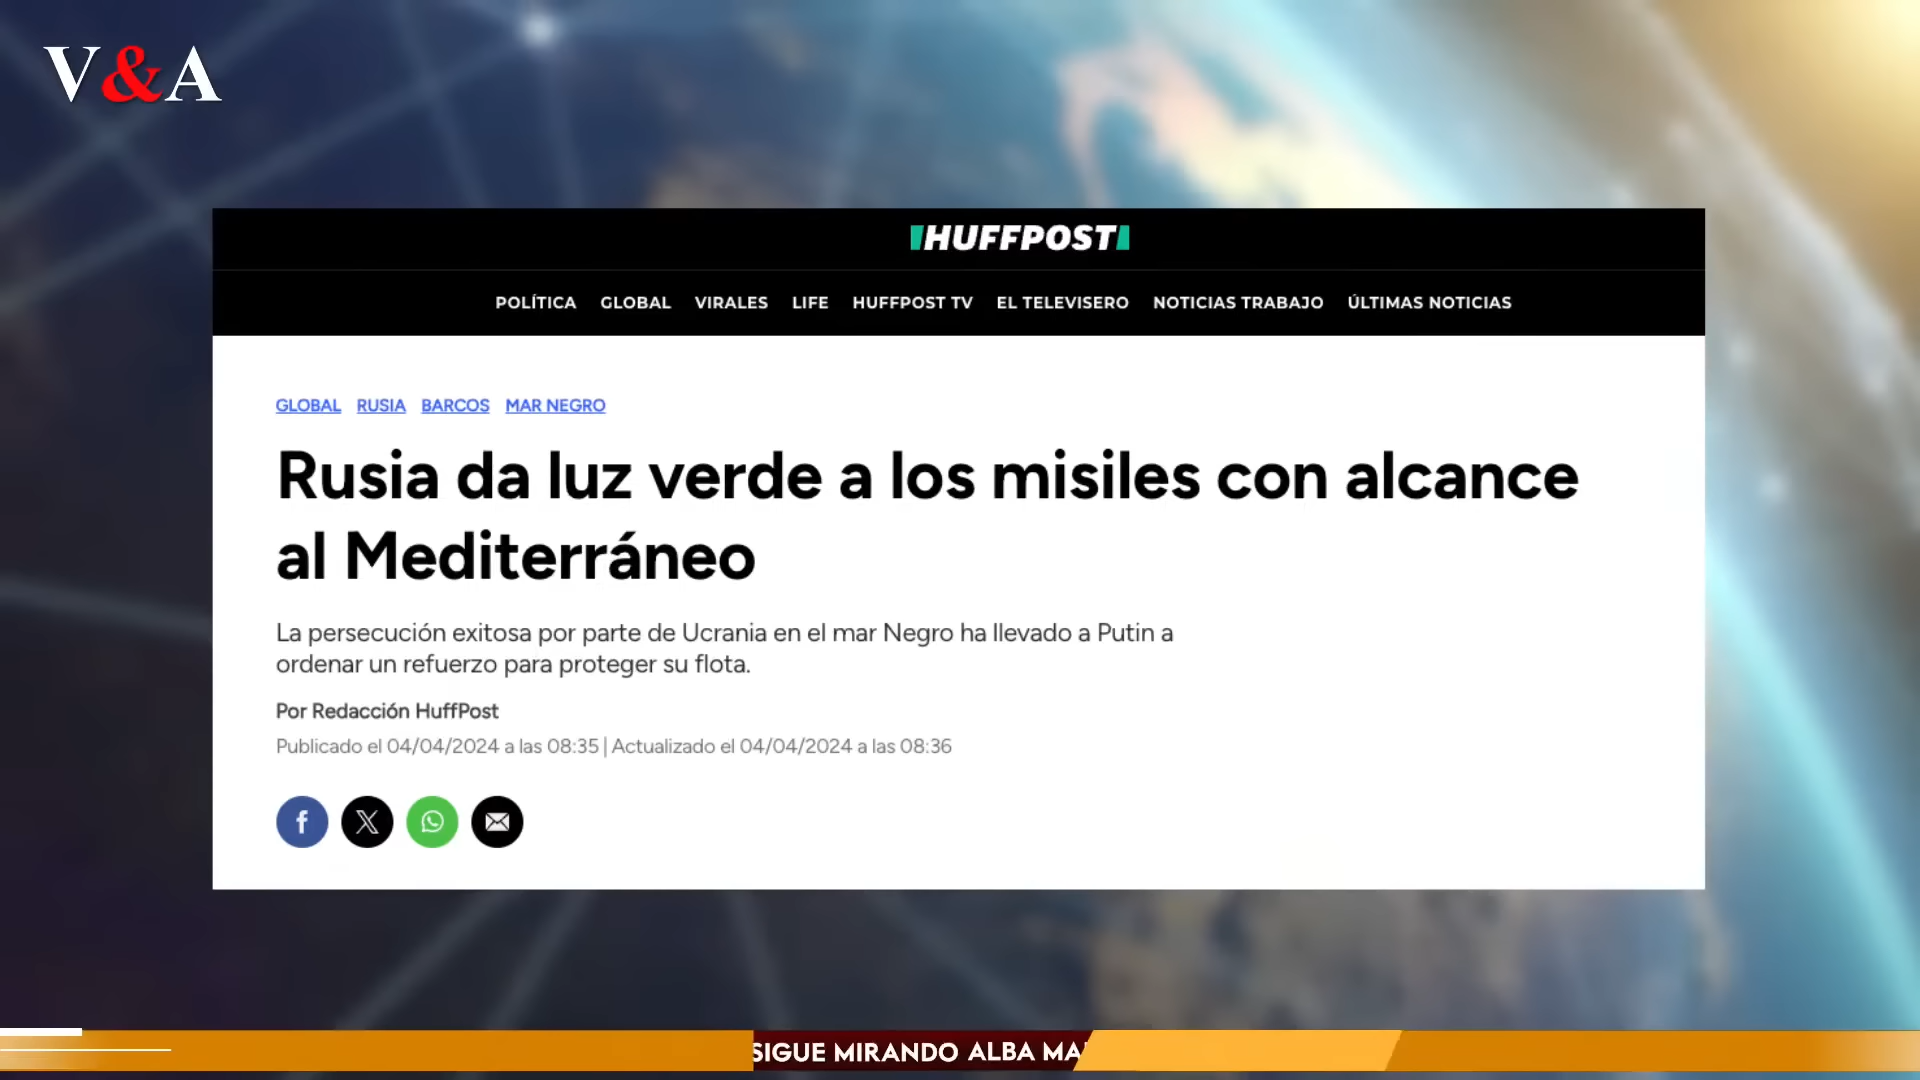 V&A
HUFFPOST
POLÍTICA GLOBAL VIRALES LIFE HUFFPOST TV EL TELEVISERO NOTICIAS TRABAJO ÚLTIMAS NOTICIAS
GLOBAL RUSIA BARCOS MAR NEGRO
Rusia da luz verde a los misiles con alcance
al Mediterráneo
La persecución exitosa por parte de Ucrania en el mar Negro ha llevado a Putin a
ordenar un refuerzo para proteger su flota.
Por Redacción HuffPost
Publicado el 04/04/2024 a las 08:35 | Actualizado el 04/04/2024 a las 08:36
SIGUE MIRANDO ALBA